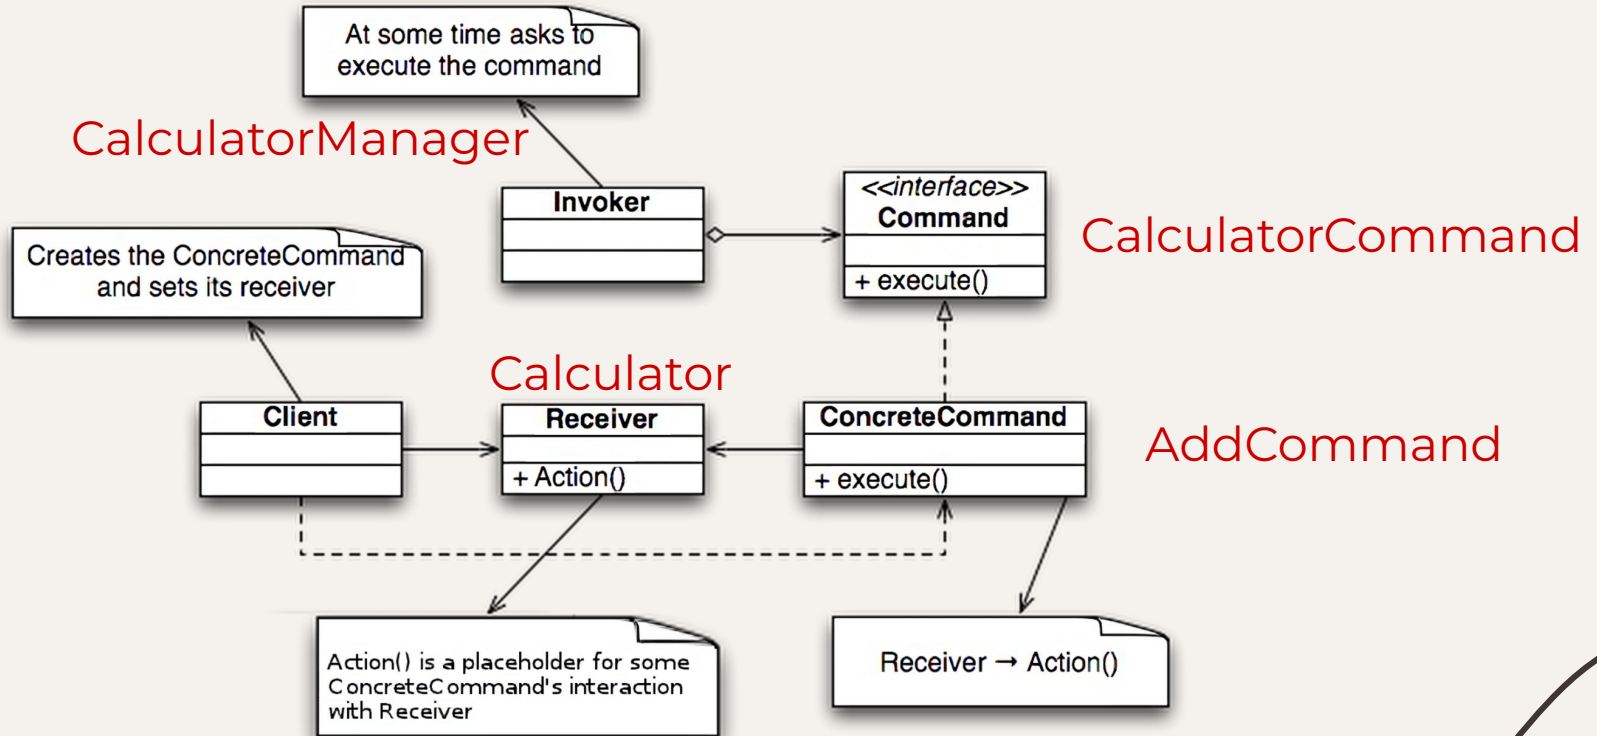 At some time asks to
execute the command
CalculatorManager
Invoker
<<interface>>
Command
+ execute()
CalculatorCommand
Creates the ConcreteCommand
and sets its receiver
Calculator
Client
Receiver
+ Action()
ConcreteCommand
+ execute()
AddCommand
Action() is a placeholder for some
ConcreteCommand's interaction
with Receiver
Receiver → Action()